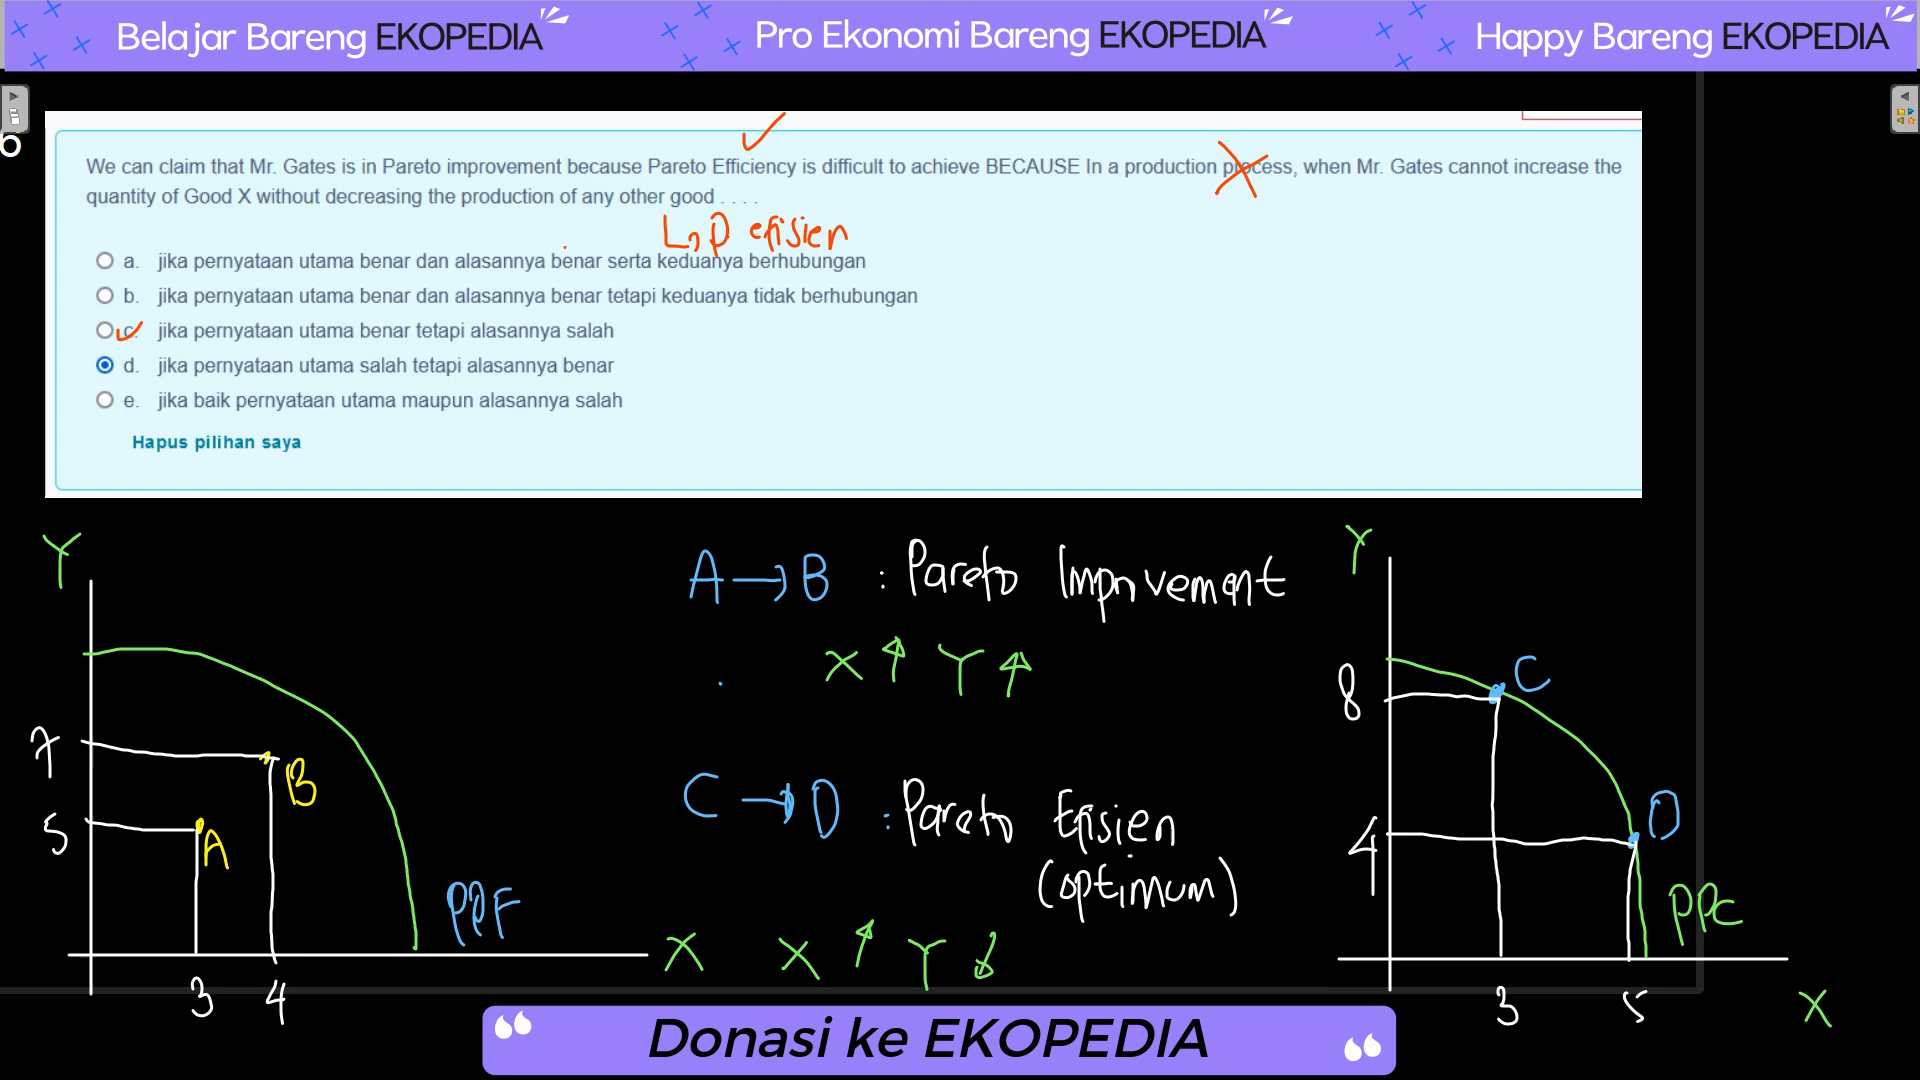 Belajar Bareng EKOPEDIA
Pro Ekonomi Bareng EKOPEDIA
Happy Bareng EKOPEDIA
6
We can claim that Mr. Gates is in Pareto improvement because Pareto Efficiency is difficult to achieve BECAUSE In a production process, when Mr. Gates cannot increase the
quantity of Good X without decreasing the production of any other good . . . .
↳ P efisien
a. jika pernyataan utama benar dan alasannya benar serta keduanya berhubungan
b. jika pernyataan utama benar dan alasannya benar tetapi keduanya tidak berhubungan
c. jika pernyataan utama benar tetapi alasannya salah
d. jika pernyataan utama salah tetapi alasannya benar
e. jika baik pernyataan utama maupun alasannya salah
Hapus pilihan saya
Y
7
5
B
A
PPF
3
4
X
A → B : Pareto Improvement
X ↑ Y ↑
C → D : Pareto Efisien
(optimum)
X ↑ Y ↓
Y
8
C
4
D
PPC
3
5
X
Donasi ke EKOPEDIA